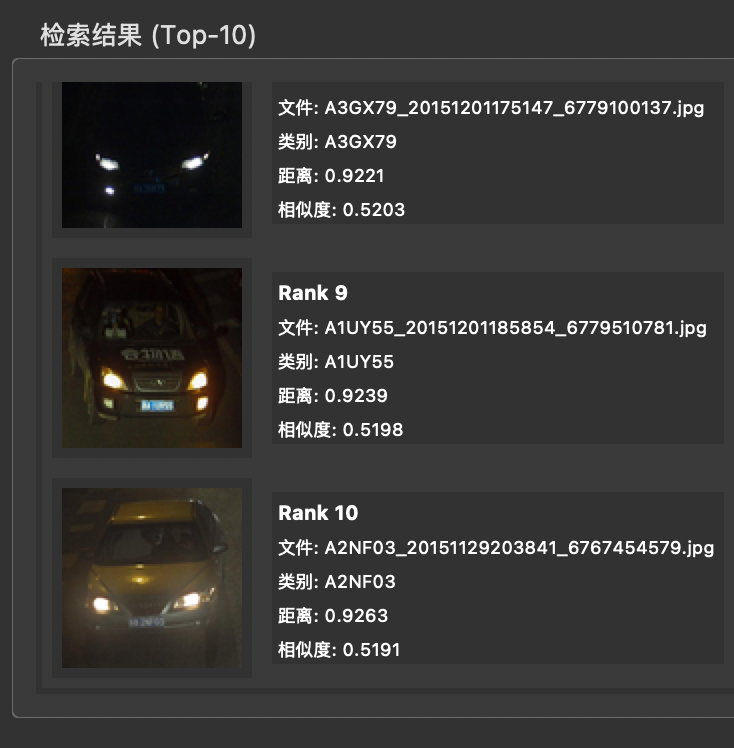 检索结果 (Top-10)
文件: A3GX79_20151201175147_6779100137.jpg
类别: A3GX79
距离: 0.9221
相似度: 0.5203
Rank 9
文件: A1UY55_20151201185854_6779510781.jpg
类别: A1UY55
距离: 0.9239
相似度: 0.5198
Rank 10
文件: A2NF03_20151129203841_6767454579.jpg
类别: A2NF03
距离: 0.9263
相似度: 0.5191